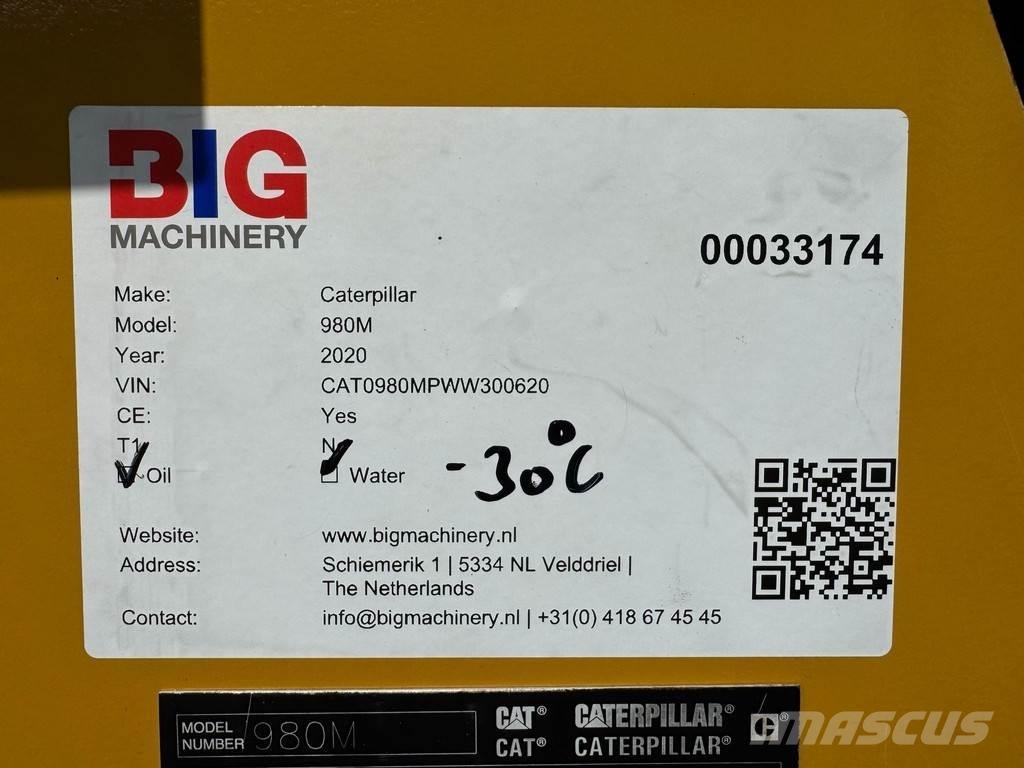 BIG
MACHINERY
00033174
Make: Caterpillar
Model: 980M
Year: 2020
VIN: CAT0980MPWW300620
CE: Yes
T1
Oil Water -30°C
Website: www.bigmachinery.nl
Address: Schiemerik 1 | 5334 NL Velddriel |
The Netherlands
Contact: info@bigmachinery.nl | +31(0) 418 67 45 45
MODEL
NUMBER 980M
CAT® CATERPILLAR®
CAT® CATERPILLAR®
MASCUS